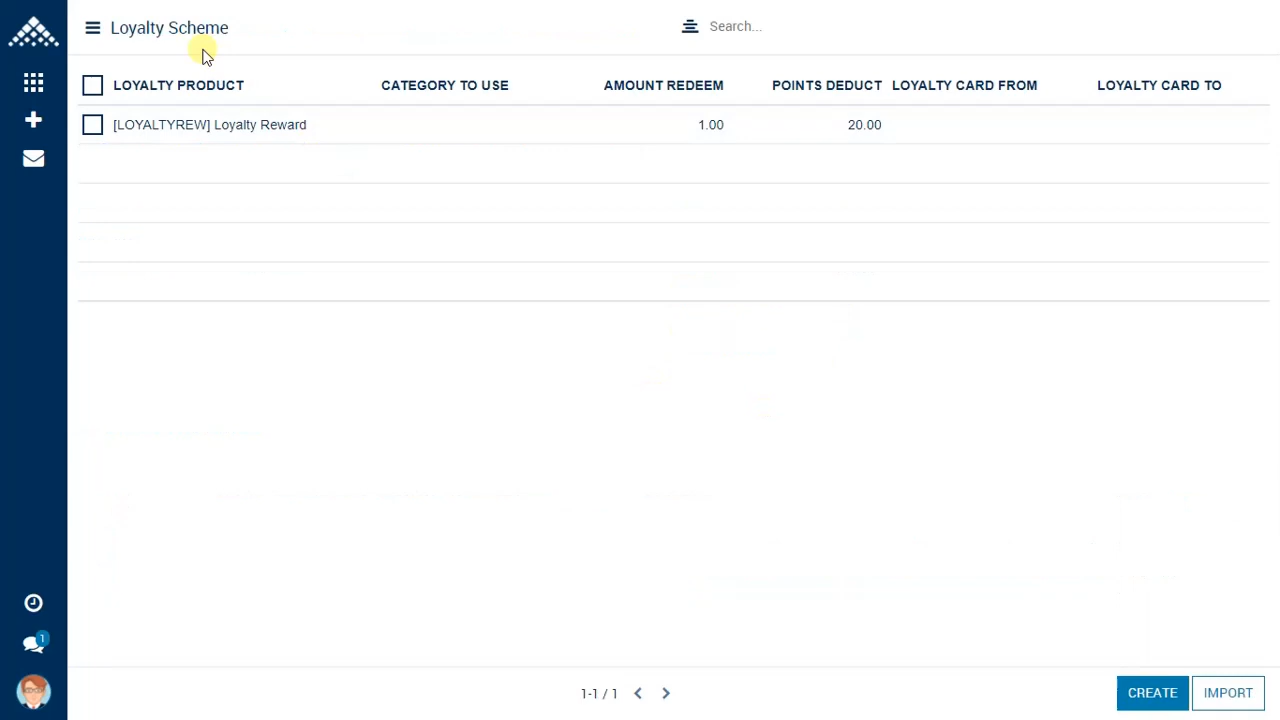 Loyalty Scheme
Search...
LOYALTY PRODUCT CATEGORY TO USE AMOUNT REDEEM POINTS DEDUCT LOYALTY CARD FROM LOYALTY CARD TO
[LOYALTYREW] Loyalty Reward 1.00 20.00
1
1-1 / 1
CREATE IMPORT